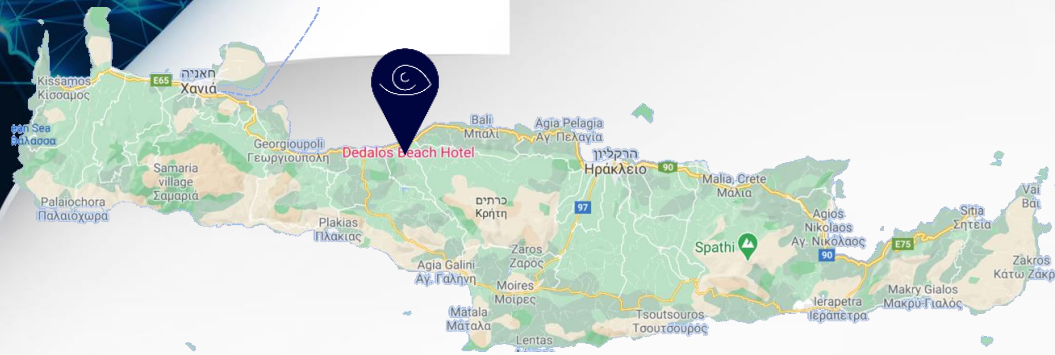 Kissamos
Κίσσαμος
E65
חאניה
Χανιά
Georgioupoli
Γεωργιούπολη
Dedalos Beach Hotel
Bali
Μπαλί
Agia Pelagia
Αγ. Πελαγία
הרקליון
Ηράκλειο
90
Malia, Crete
Μάλια
Samaria
village
Σαμαριά
Palaiochora
Παλαιόχωρα
Plakias
Πλακιάς
כרתים
Κρήτη
97
Agios
Nikolaos
Αγ. Νικόλαος
90
Spathi
Sitia
Σητεία
Vai
Βάι
E75
Zakros
Agia Galini
Αγ. Γαλήνη
Zaros
Ζαρός
Moires
Μοίρες
Matala
Μάταλα
Lentas
Tsoutsouros
Τσουτσούρος
Ierapetra
Ιεράπετρα
Makry Gialos
Μακρύ-Γιαλός